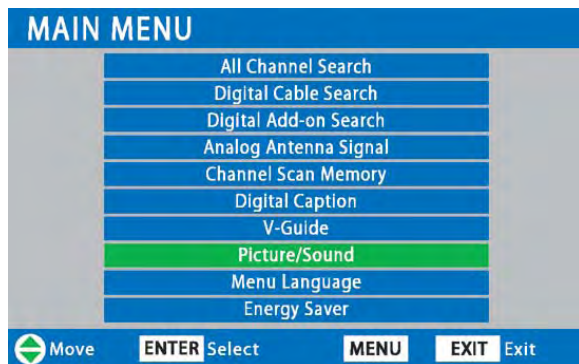 MAIN MENU
All Channel Search
Digital Cable Search
Digital Add-on Search
Analog Antenna Signal
Channel Scan Memory
Digital Caption
V-Guide
Picture/Sound
Menu Language
Energy Saver
Move ENTER Select MENU EXIT Exit